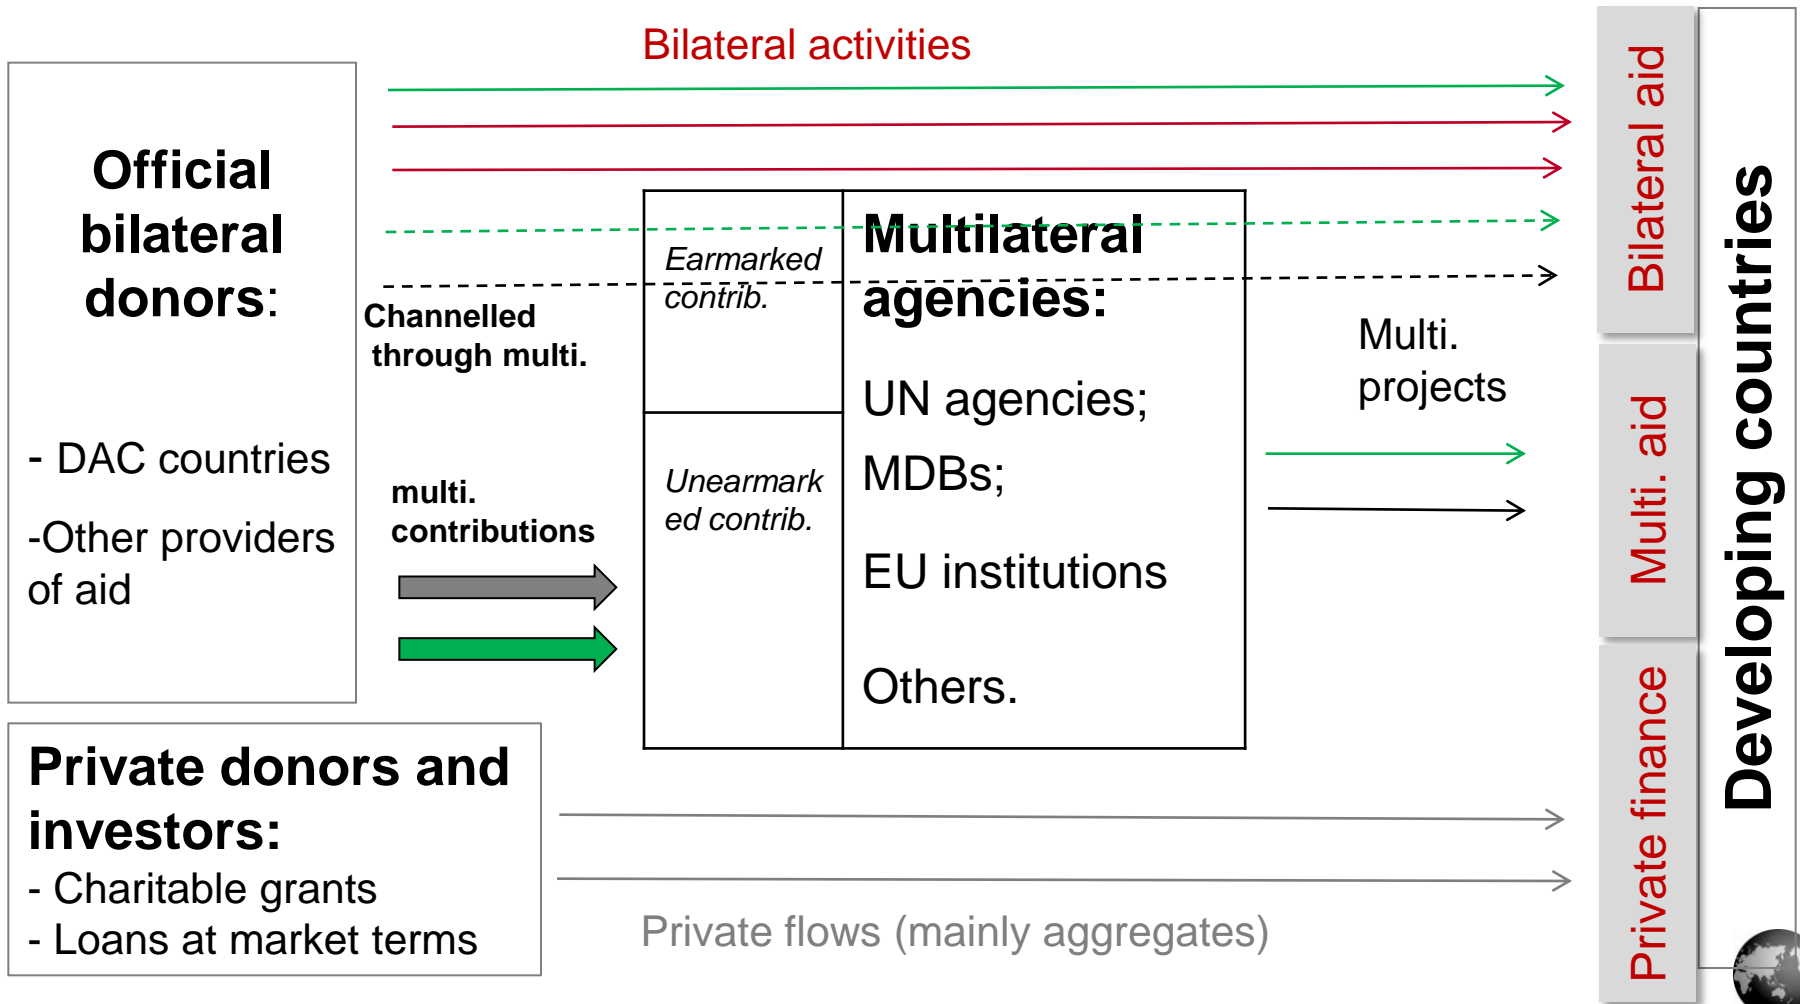 Bilateral activities
Official
bilateral
donors:
- DAC countries
-Other providers
of aid
Channelled
through multi.
multi.
contributions
Earmarked
contrib.
Unearmark
ed contrib.
Multilateral
agencies:
UN agencies;
MDBs;
EU institutions
Others.
Multi.
projects
Private donors and
investors:
- Charitable grants
- Loans at market terms
Private flows (mainly aggregates)
Bilateral aid
Multi. aid
Private finance
Developing countries